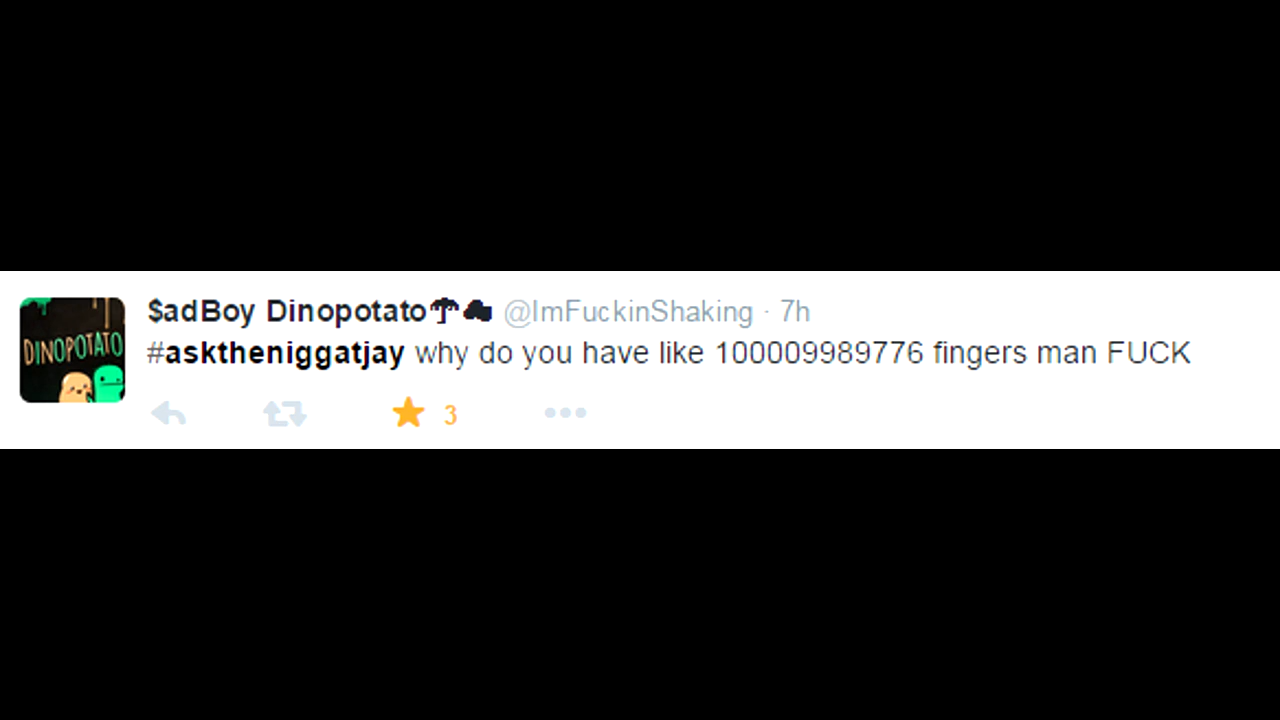 DINOPOTATO
$adBoy Dinopotato🌴☁ @ImFuckinShaking · 7h
#asktheniggatjay why do you have like 100009989776 fingers man FUCK
3